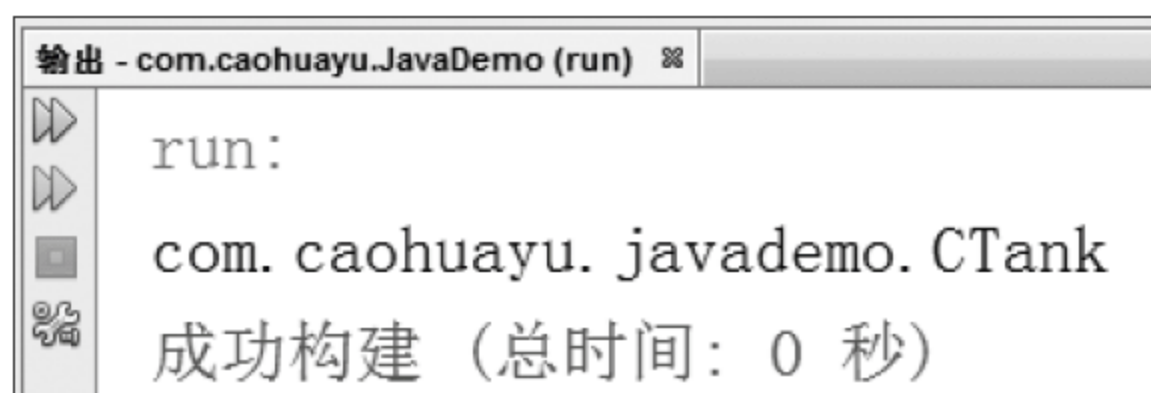 输出 - com.caohuayu.JavaDemo (run)
run:
com.caohuayu.javademo.CTank
成功构建 (总时间: 0 秒)